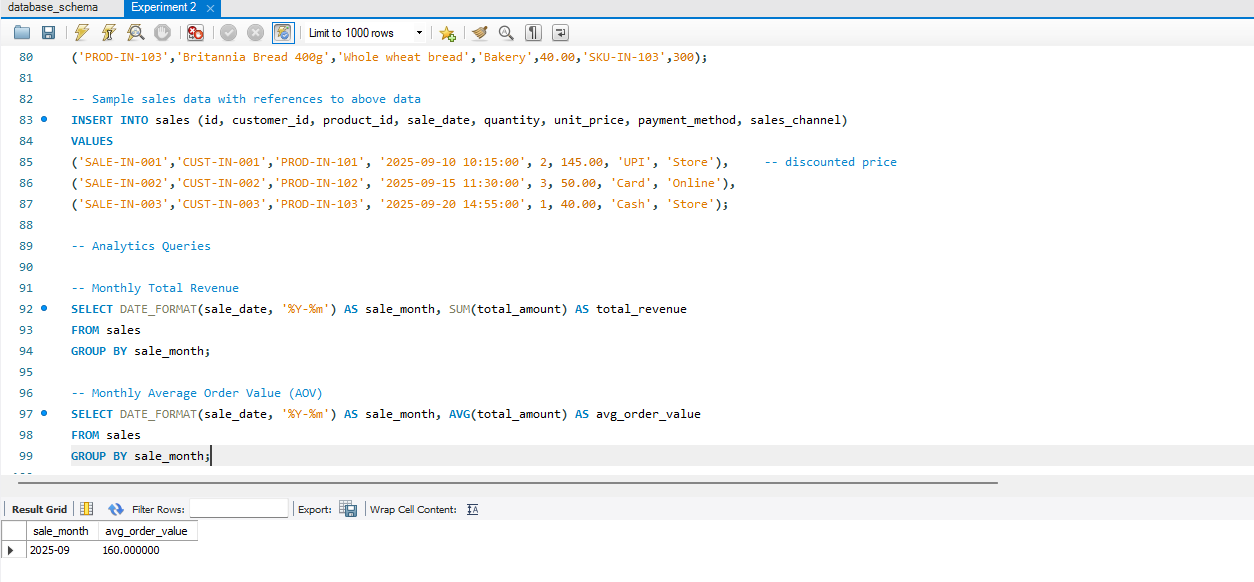 database_schema Experiment 2
Limit to 1000 rows
80 ('PROD-IN-103','Britannia Bread 400g','Whole wheat bread','Bakery',40.00,'SKU-IN-103',300);
81
82 -- Sample sales data with references to above data
83 INSERT INTO sales (id, customer_id, product_id, sale_date, quantity, unit_price, payment_method, sales_channel)
84 VALUES
85 ('SALE-IN-001','CUST-IN-001','PROD-IN-101', '2025-09-10 10:15:00', 2, 145.00, 'UPI', 'Store'), -- discounted price
86 ('SALE-IN-002','CUST-IN-002','PROD-IN-102', '2025-09-15 11:30:00', 3, 50.00, 'Card', 'Online'),
87 ('SALE-IN-003','CUST-IN-003','PROD-IN-103', '2025-09-20 14:55:00', 1, 40.00, 'Cash', 'Store');
88
89 -- Analytics Queries
90
91 -- Monthly Total Revenue
92 SELECT DATE_FORMAT(sale_date, '%Y-%m') AS sale_month, SUM(total_amount) AS total_revenue
93 FROM sales
94 GROUP BY sale_month;
95
96 -- Monthly Average Order Value (AOV)
97 SELECT DATE_FORMAT(sale_date, '%Y-%m') AS sale_month, AVG(total_amount) AS avg_order_value
98 FROM sales
99 GROUP BY sale_month;
Result Grid Filter Rows: Export: Wrap Cell Content:
sale_month avg_order_value
2025-09 160.000000